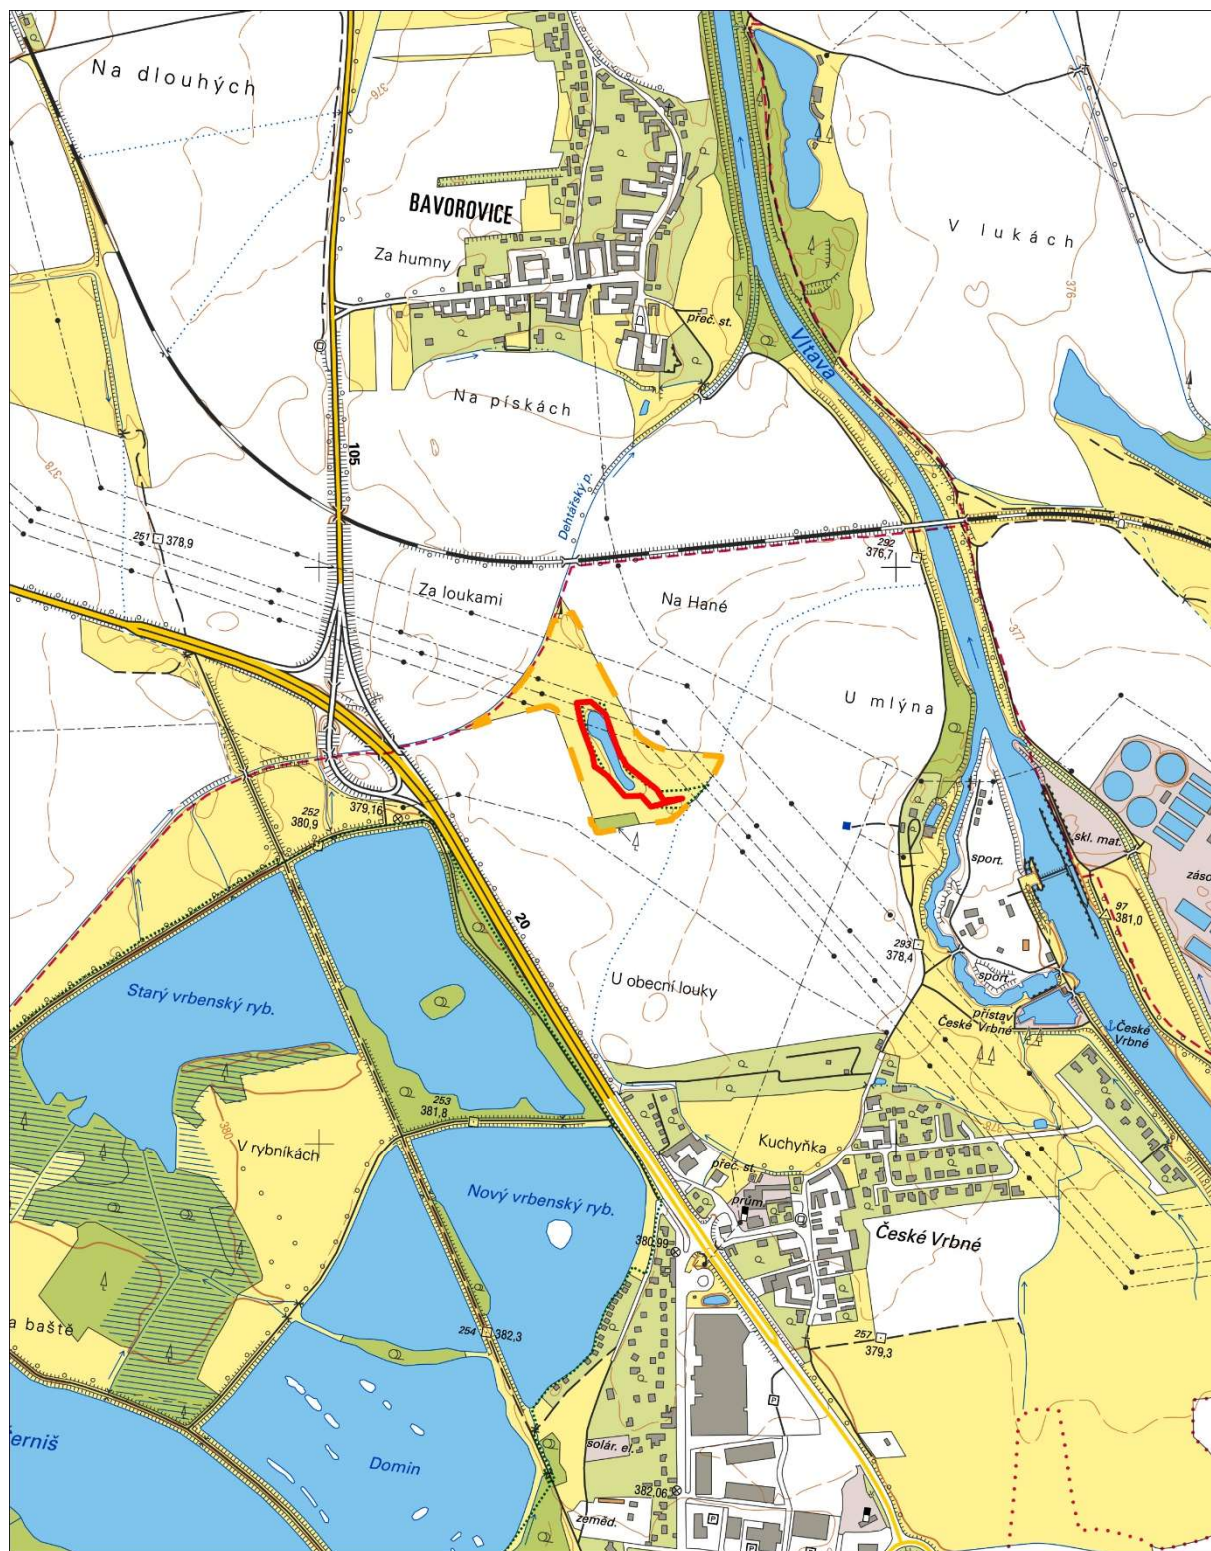 Na dlouhých
376
BAVOROVICE
V lukách
Za humny
přeč. st.
376
Vltava
Na pískách
105
378
Dehtářský p.
251
378,9
292
376,7
Za loukami
Na Hané
377
U mlýna
252
380,9
379,16
skl. mat.
sport.
20
97
381,0
293
378,4
U obecní louky
sport.
Starý vrbenský ryb.
přístav
České Vrbné
České
Vrbné
253
381,8
380
V rybníkách
Kuchyňka
376
přeč. st.
Nový vrbenský ryb.
prům.
380,99
České Vrbné
a baště
254
382,3
257
379,3
P
erniš
Domin
solár. el.
382,06
zeměd.
P
P
P